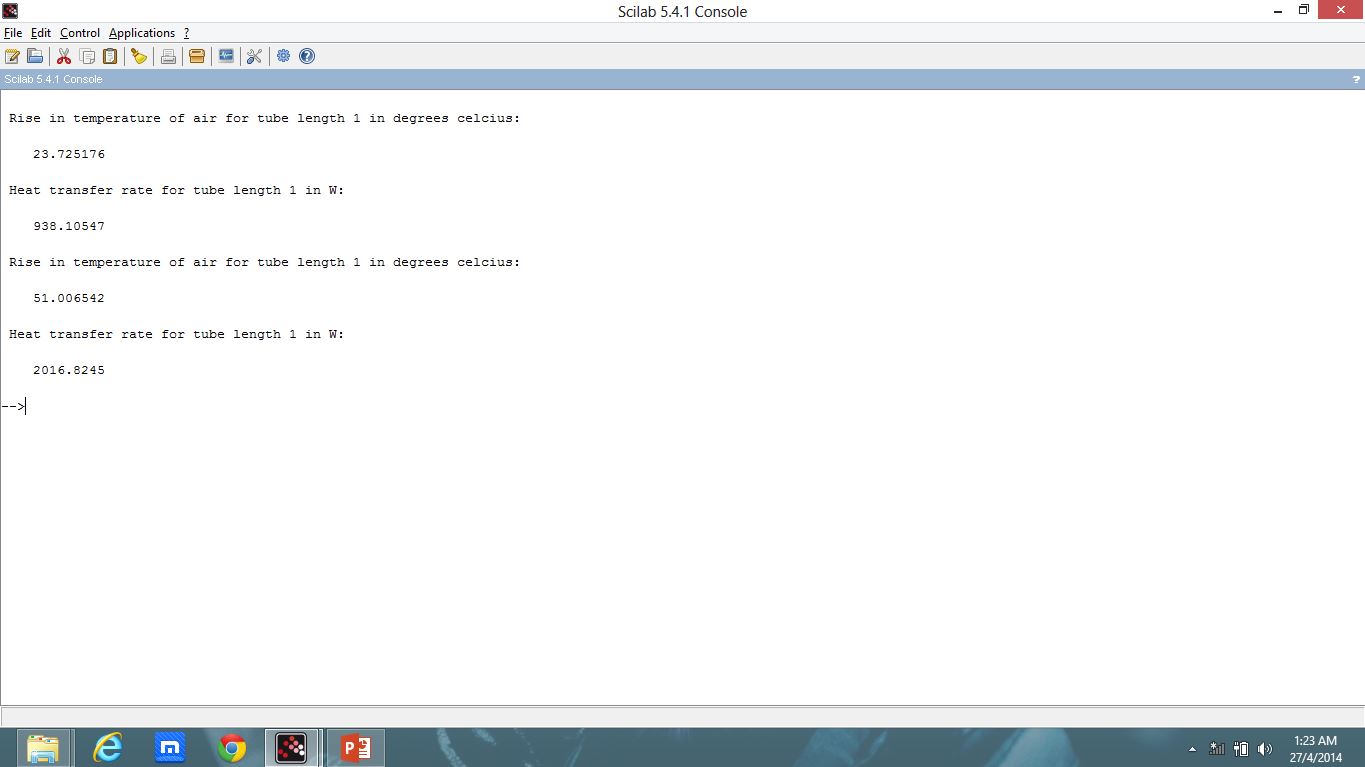 Scilab 5.4.1 Console
File Edit Control Applications ?
Scilab 5.4.1 Console ?
Rise in temperature of air for tube length 1 in degrees celcius:
23.725176
Heat transfer rate for tube length 1 in W:
938.10547
Rise in temperature of air for tube length 1 in degrees celcius:
51.006542
Heat transfer rate for tube length 1 in W:
2016.8245
-->
1:23 AM
27/4/2014